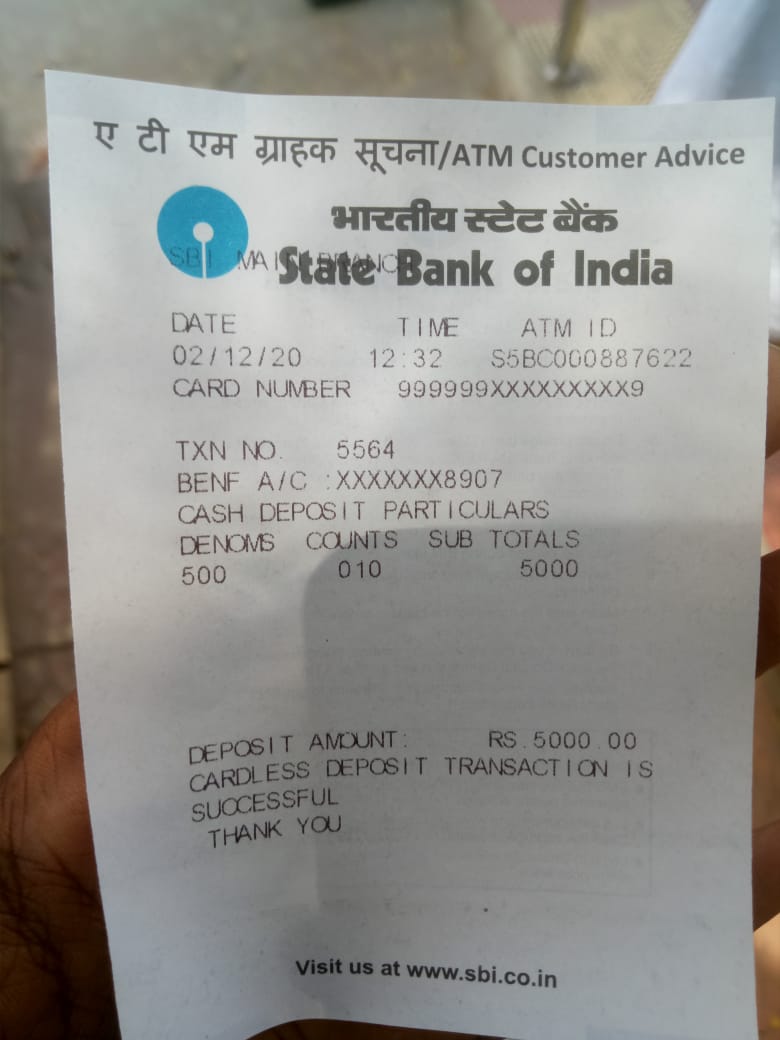 ए टी एम ग्राहक सूचना/ATM Customer Advice
भारतीय स्टेट बैंक
State Bank of India
SBI MAIN BRANCH
DATE TIME ATM ID
02/12/20 12:32 S5BC000887622
CARD NUMBER 999999XXXXXXXXX9
TXN NO. 5564
BENF A/C :XXXXXXX8907
CASH DEPOSIT PARTICULARS
DENOMS COUNTS SUB TOTALS
500 010 5000
DEPOSIT AMOUNT: RS.5000.00
CARDLESS DEPOSIT TRANSACTION IS
SUCCESSFUL
THANK YOU
Visit us at www.sbi.co.in